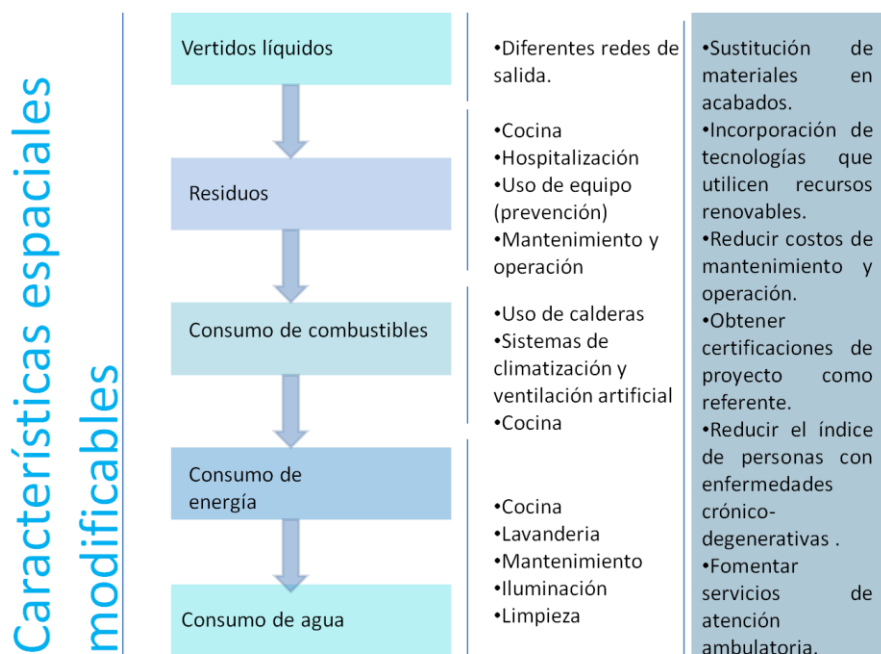 Características espaciales
modificables
Vertidos líquidos
Residuos
Consumo de combustibles
Consumo de
energía
Consumo de agua
•Diferentes redes de
salida.
•Cocina
•Hospitalización
•Uso de equipo
(prevención)
•Mantenimiento y
operación
•Uso de calderas
•Sistemas de
climatización y
ventilación artificial
•Cocina
•Cocina
•Lavanderia
•Mantenimiento
•Iluminación
•Limpieza
•Sustitución de
materiales en
acabados.
•Incorporación de
tecnologías que
utilicen recursos
renovables.
•Reducir costos de
mantenimiento y
operación.
•Obtener
certificaciones de
proyecto como
referente.
•Reducir el índice
de personas con
enfermedades
crónico-
degenerativas .
•Fomentar
servicios de
atención
ambulatoria.